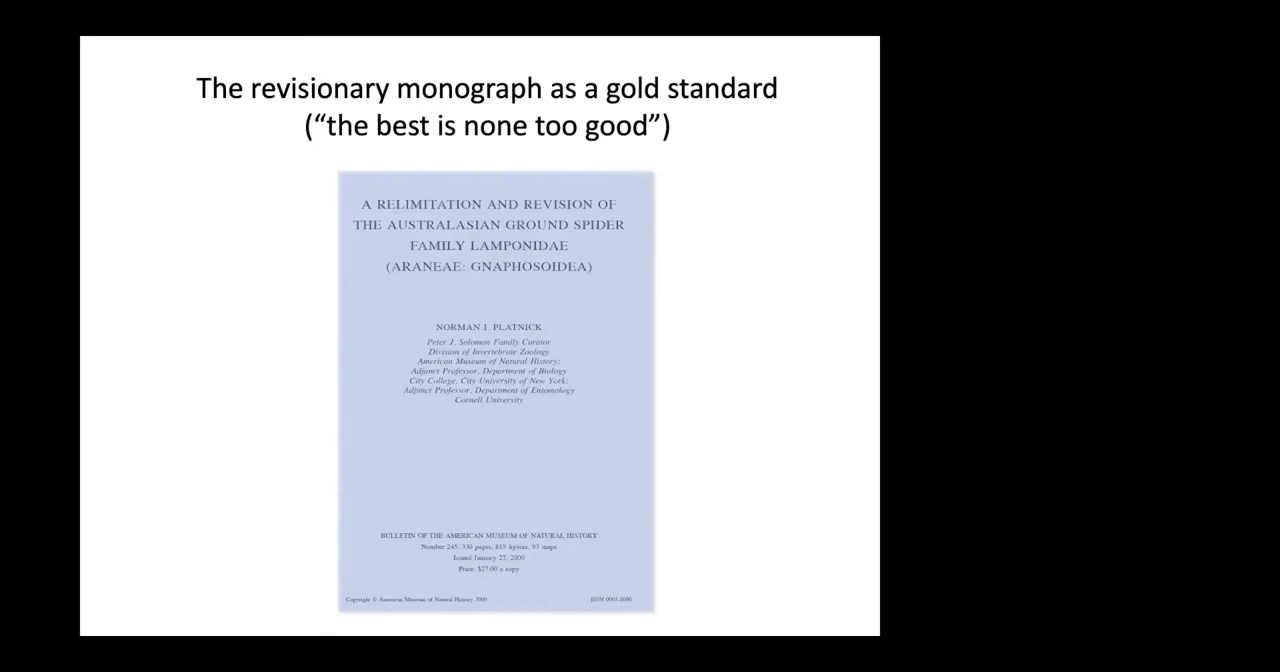 The revisionary monograph as a gold standard
(“the best is none too good”)
A RELIMITATION AND REVISION OF
THE AUSTRALASIAN GROUND SPIDER
FAMILY LAMPONIDAE
(ARANEAE: GNAPHOSOIDEA)
NORMAN I. PLATNICK
Peter J. Solomon Family Curator
Division of Invertebrate Zoology
American Museum of Natural History;
Adjunct Professor, Department of Biology
City College, City University of New York;
Adjunct Professor, Department of Entomology
Cornell University
BULLETIN OF THE AMERICAN MUSEUM OF NATURAL HISTORY
Number 245, 330 pages, 819 figures, 93 maps
Issued January 27, 2000
Price: $27.00 a copy
Copyright © American Museum of Natural History 2000
ISSN 0003-0090